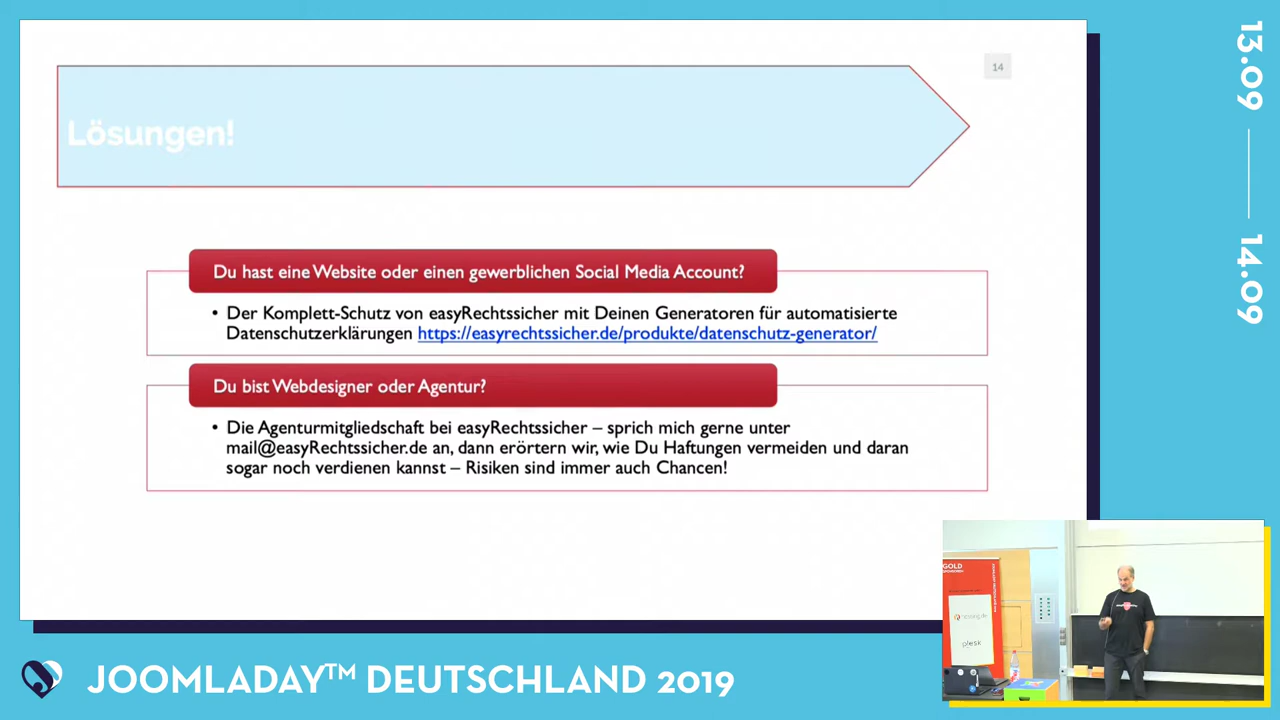 14
Lösungen!
Du hast eine Website oder einen gewerblichen Social Media Account?
• Der Komplett-Schutz von easyRechtssicher mit Deinen Generatoren für automatisierte
Datenschutzerklärungen https://easyrechtssicher.de/produkte/datenschutz-generator/
Du bist Webdesigner oder Agentur?
• Die Agenturmitgliedschaft bei easyRechtssicher – sprich mich gerne unter
mail@easyRechtssicher.de an, dann erörtern wir, wie Du Haftungen vermeiden und daran
sogar noch verdienen kannst – Risiken sind immer auch Chancen!
13.09
14.09
GOLD
plesk
JOOMLADAY™ DEUTSCHLAND 2019